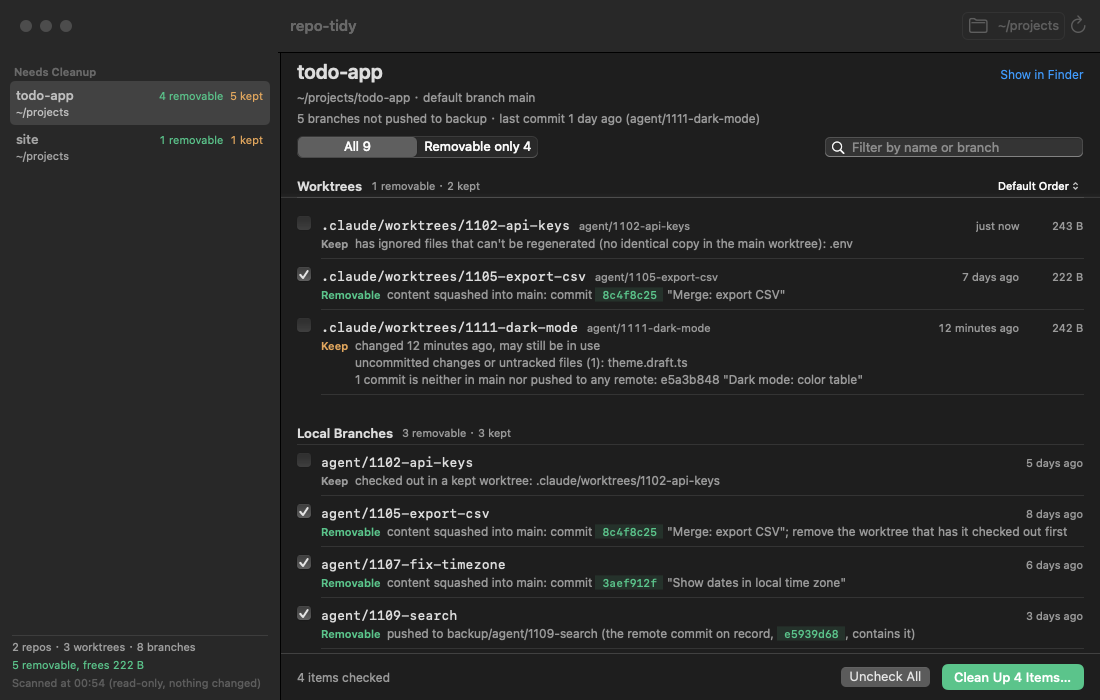 repo-tidy
~/projects
Needs Cleanup
todo-app 4 removable 5 kept
~/projects
site 1 removable 1 kept
~/projects
2 repos · 3 worktrees · 8 branches
5 removable, frees 222 B
Scanned at 00:54 (read-only, nothing changed)
todo-app
Show in Finder
~/projects/todo-app · default branch main
5 branches not pushed to backup · last commit 1 day ago (agent/1111-dark-mode)
All 9 Removable only 4
Filter by name or branch
Worktrees 1 removable · 2 kept
Default Order
.claude/worktrees/1102-api-keys agent/1102-api-keys just now 243 B
Keep has ignored files that can't be regenerated (no identical copy in the main worktree): .env
.claude/worktrees/1105-export-csv agent/1105-export-csv 7 days ago 222 B
Removable content squashed into main: commit 8c4f8c25 "Merge: export CSV"
.claude/worktrees/1111-dark-mode agent/1111-dark-mode 12 minutes ago 242 B
Keep changed 12 minutes ago, may still be in use
uncommitted changes or untracked files (1): theme.draft.ts
1 commit is neither in main nor pushed to any remote: e5a3b848 "Dark mode: color table"
Local Branches 3 removable · 3 kept
agent/1102-api-keys 5 days ago
Keep checked out in a kept worktree: .claude/worktrees/1102-api-keys
agent/1105-export-csv 8 days ago
Removable content squashed into main: commit 8c4f8c25 "Merge: export CSV"; remove the worktree that has it checked out first
agent/1107-fix-timezone 6 days ago
Removable content squashed into main: commit 3aef912f "Show dates in local time zone"
agent/1109-search 3 days ago
Removable pushed to backup/agent/1109-search (the remote commit on record, e5939d68, contains it)
4 items checked
Uncheck All
Clean Up 4 Items...